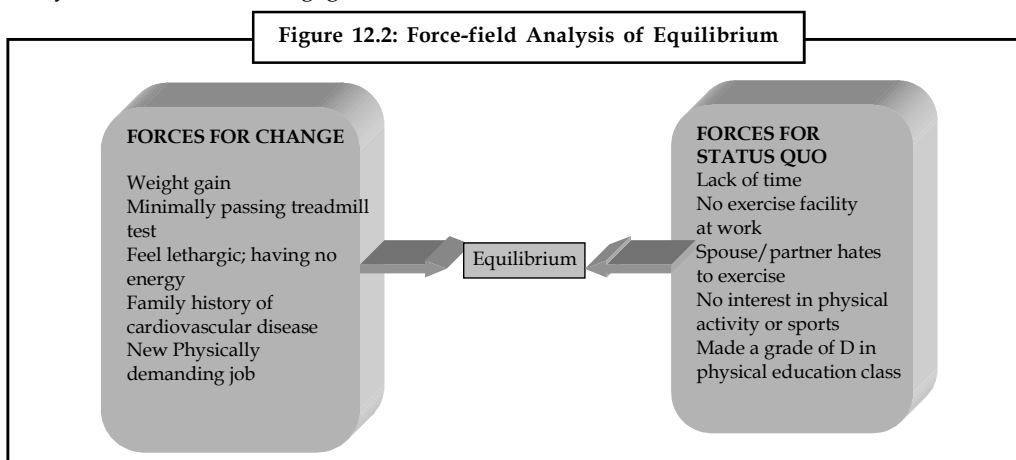 Figure 12.2: Force-field Analysis of Equilibrium
FORCES FOR CHANGE
Weight gain
Minimally passing treadmill
test
Feel lethargic; having no
energy
Family history of
cardiovascular disease
New Physically
demanding job
Equilibrium
FORCES FOR
STATUS QUO
Lack of time
No exercise facility
at work
Spouse/partner hates
to exercise
No interest in physical
activity or sports
Made a grade of D in
physical education class